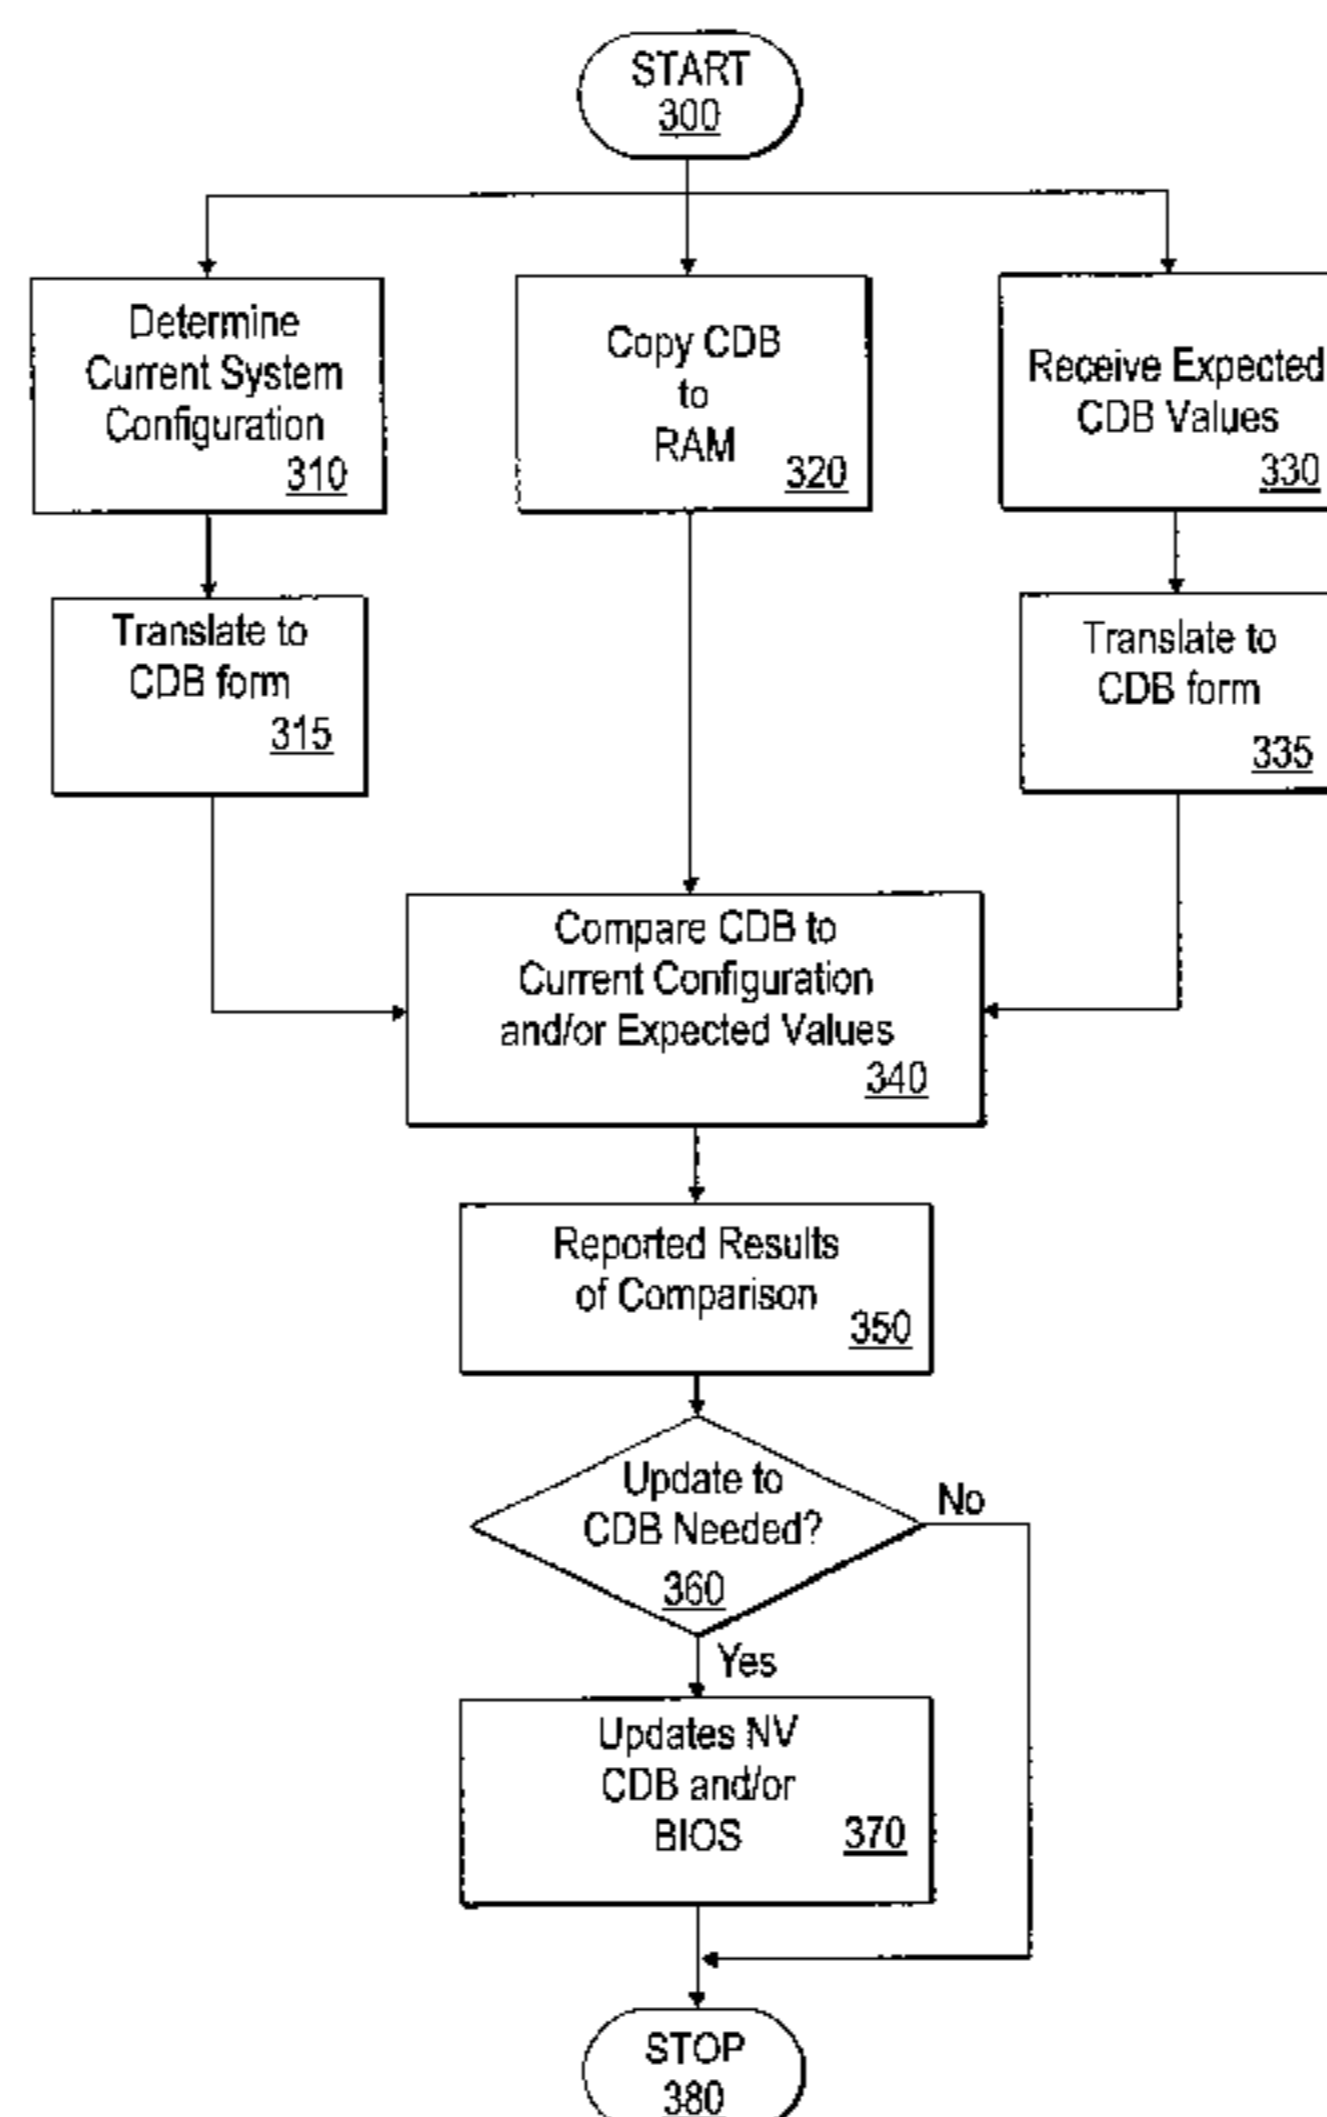 START
300
Determine
Current System
Configuration
310
Copy CDB
to
RAM
320
Receive Expected
CDB Values
330
Translate to
CDB form
315
Translate to
CDB form
335
Compare CDB to
Current Configuration
and/or Expected Values
340
Reported Results
of Comparison
350
Update to
CDB Needed?
360
No
Yes
Updates NV
CDB and/or
BIOS
370
STOP
380